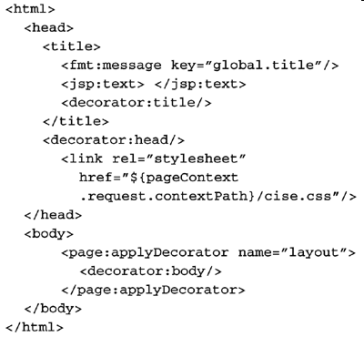 <html>
<head>
<title>
<fmt:message key="global.title"/>
<jsp:text> </jsp:text>
<decorator:title/>
</title>
<decorator:head/>
<link rel="stylesheet"
href="${pageContext
.request.contextPath}/cise.css"/>
</head>
<body>
<page:applyDecorator name="layout">
<decorator:body/>
</page:applyDecorator>
</body>
</html>